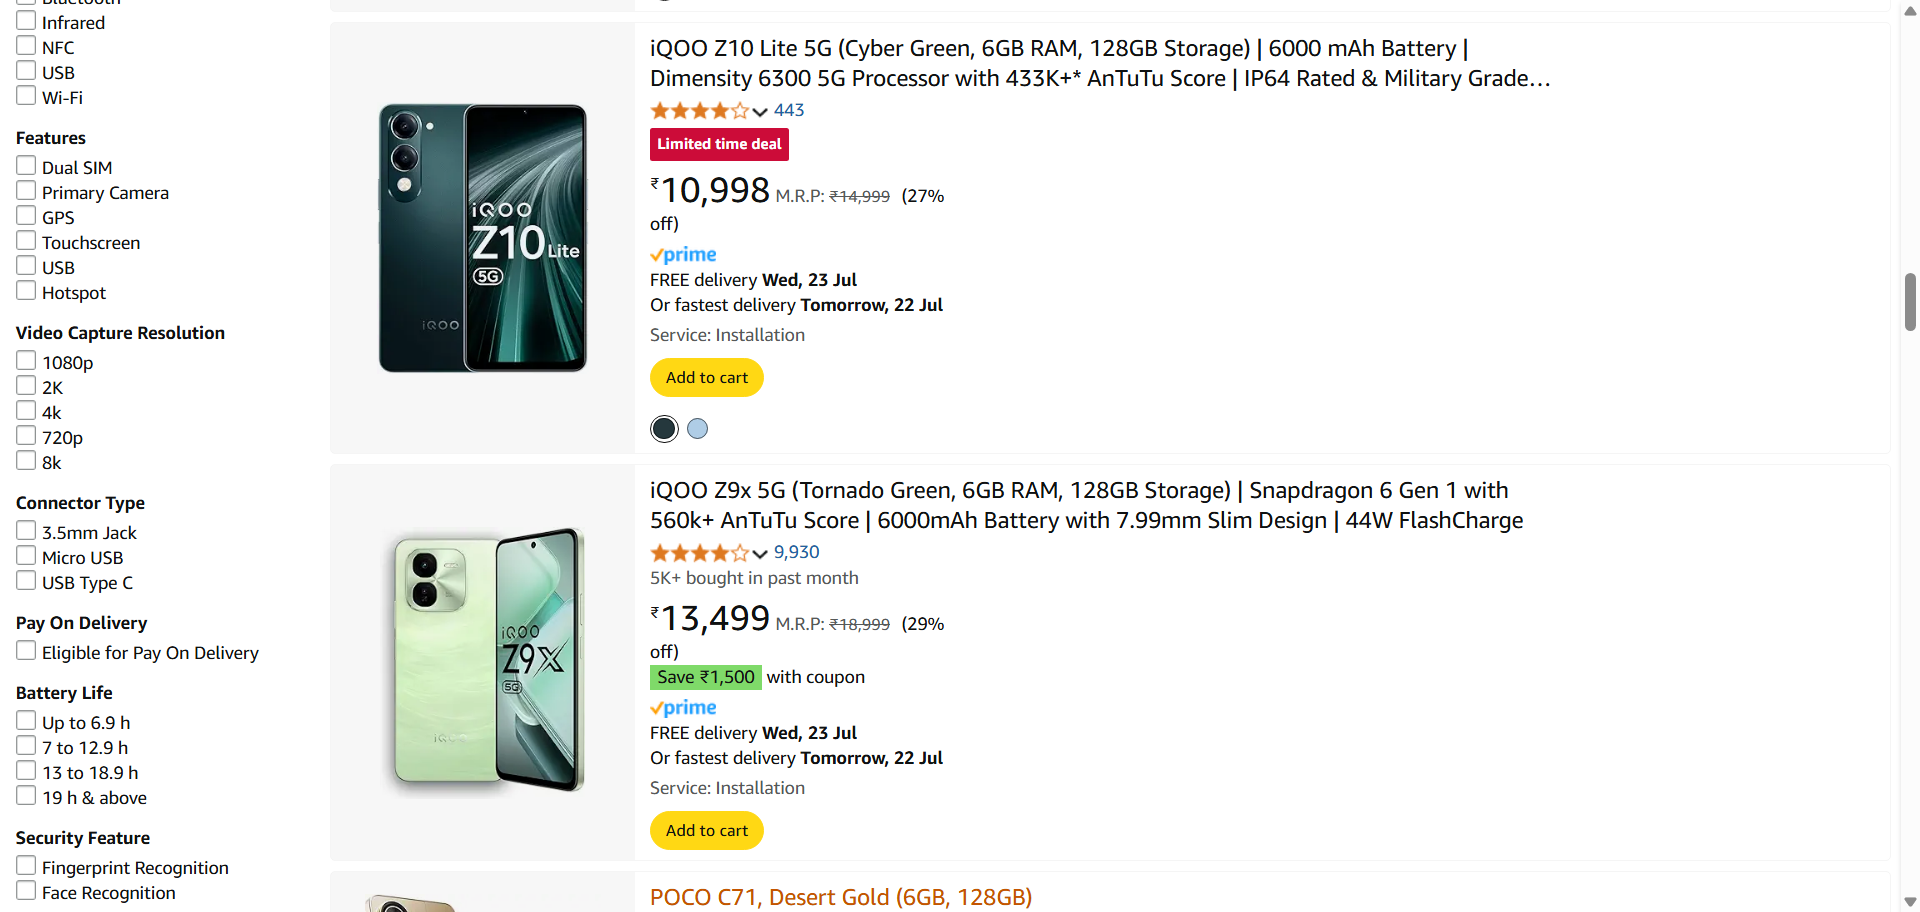 Bluetooth
Infrared
NFC
USB
Wi-Fi
Features
Dual SIM
Primary Camera
GPS
Touchscreen
USB
Hotspot
Video Capture Resolution
1080p
2K
4k
720p
8k
Connector Type
3.5mm Jack
Micro USB
USB Type C
Pay On Delivery
Eligible for Pay On Delivery
Battery Life
Up to 6.9 h
7 to 12.9 h
13 to 18.9 h
19 h & above
Security Feature
Fingerprint Recognition
Face Recognition
iQOO
Z10 Lite
5G
iQOO
iQOO Z10 Lite 5G (Cyber Green, 6GB RAM, 128GB Storage) | 6000 mAh Battery |
Dimensity 6300 5G Processor with 433K+* AnTuTu Score | IP64 Rated & Military Grade…
443
Limited time deal
₹10,998 M.R.P: ₹14,999 (27%
off)
prime
FREE delivery Wed, 23 Jul
Or fastest delivery Tomorrow, 22 Jul
Service: Installation
Add to cart
iQOO
Z9X
5G
iQOO
iQOO Z9x 5G (Tornado Green, 6GB RAM, 128GB Storage) | Snapdragon 6 Gen 1 with
560k+ AnTuTu Score | 6000mAh Battery with 7.99mm Slim Design | 44W FlashCharge
9,930
5K+ bought in past month
₹13,499 M.R.P: ₹18,999 (29%
off)
Save ₹1,500 with coupon
prime
FREE delivery Wed, 23 Jul
Or fastest delivery Tomorrow, 22 Jul
Service: Installation
Add to cart
POCO C71, Desert Gold (6GB, 128GB)